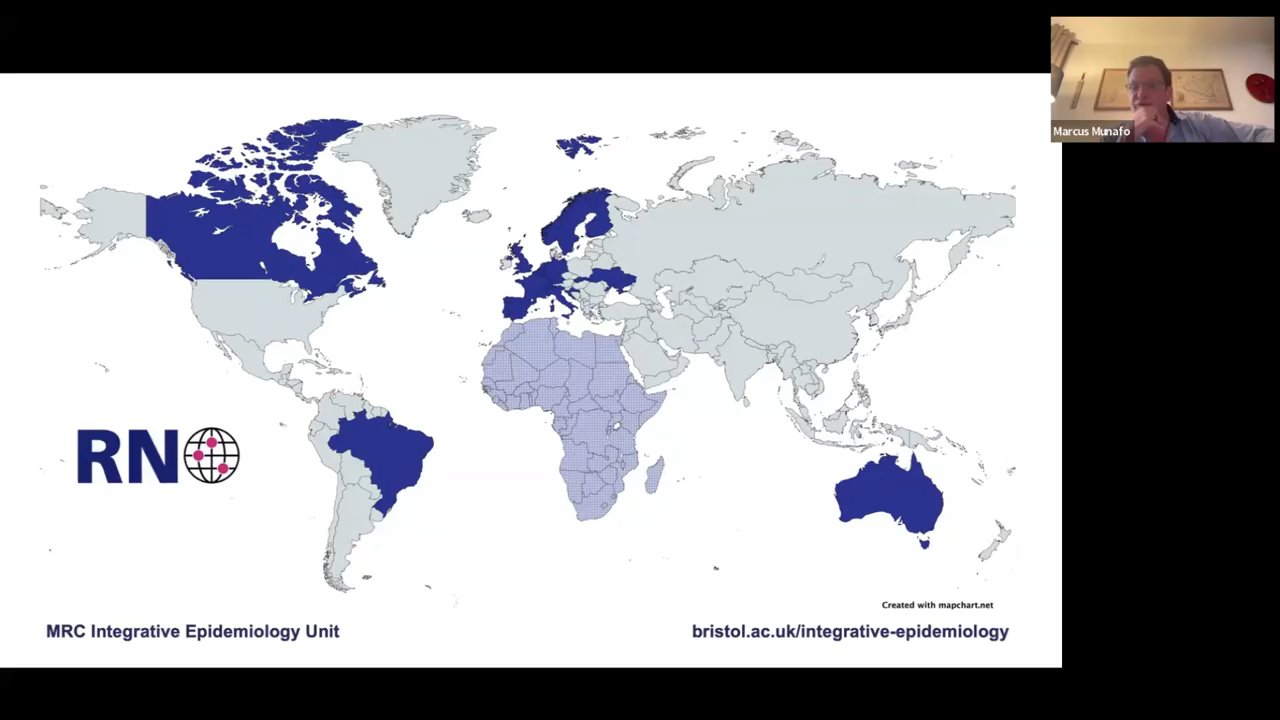 Marcus Munafo
RN
Created with mapchart.net
MRC Integrative Epidemiology Unit
bristol.ac.uk/integrative-epidemiology